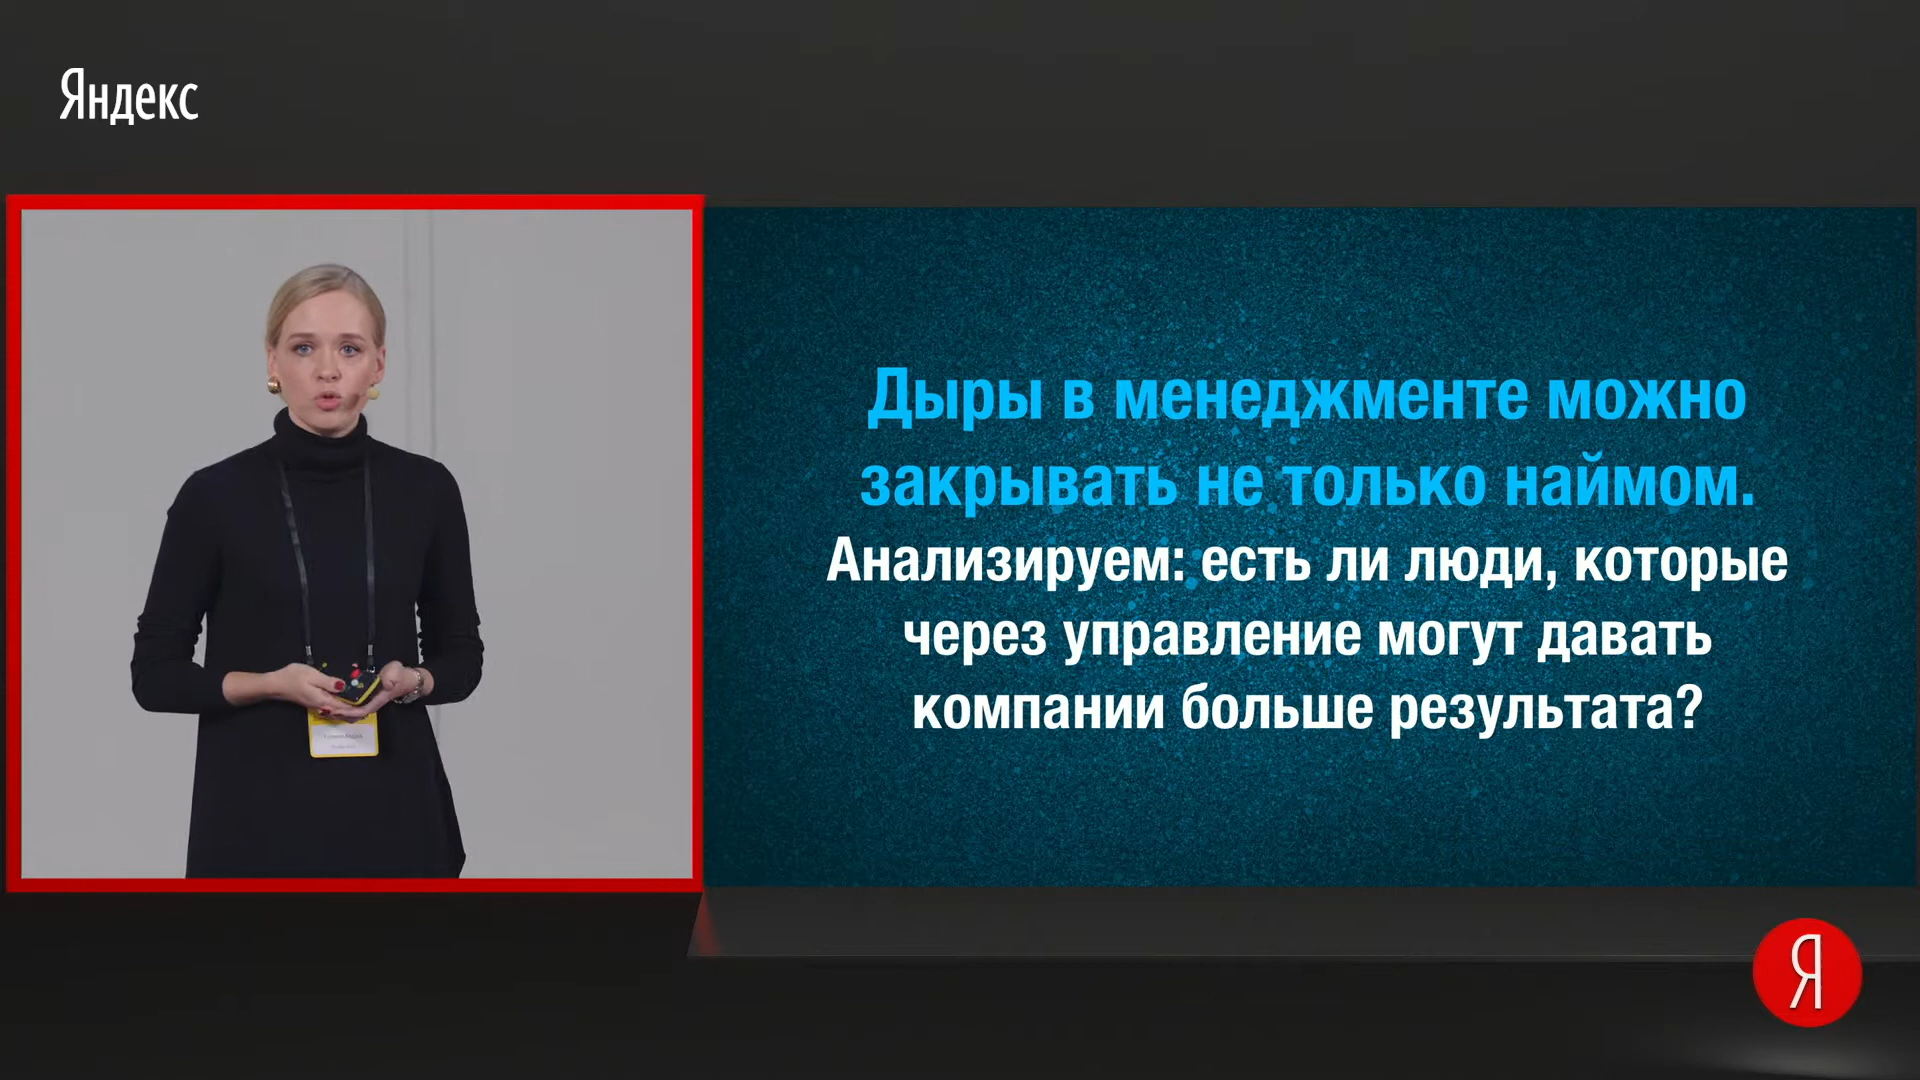 Яндекс
Дыры в менеджменте можно
закрывать не только наймом.
Анализируем: есть ли люди, которые
через управление могут давать
компании больше результата?
Я